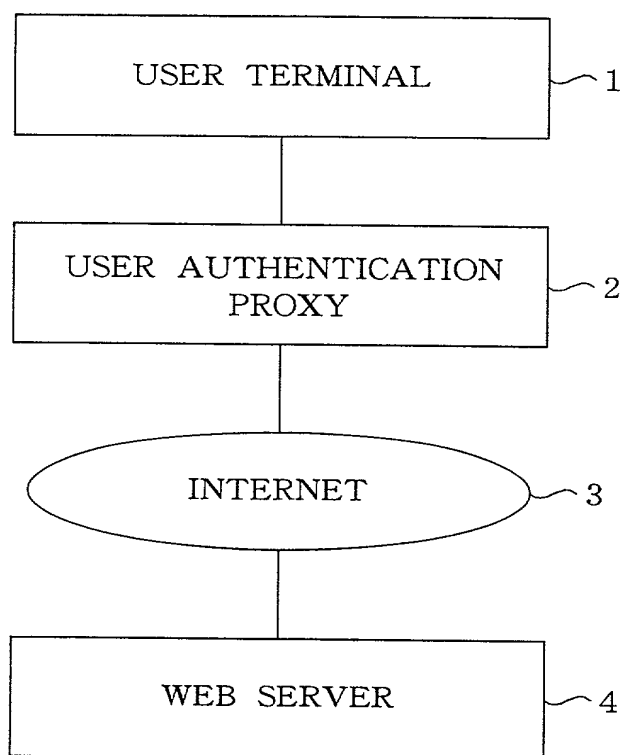 USER TERMINAL
1
USER AUTHENTICATION
PROXY
2
INTERNET
3
WEB SERVER
4